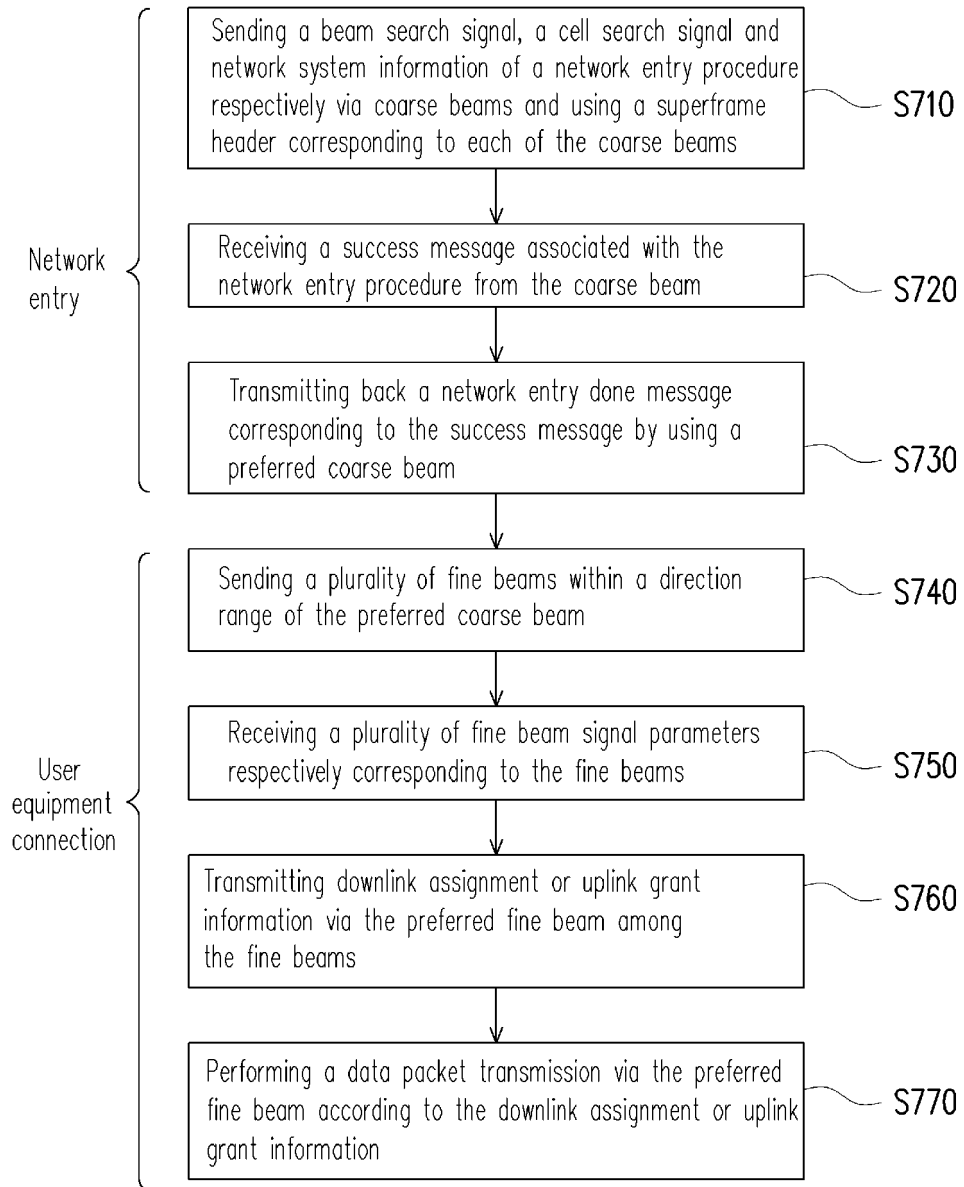 Sending a beam search signal, a cell search signal and
network system information of a network entry procedure
respectively via coarse beams and using a superframe
header corresponding to each of the coarse beams
S710
Network
entry
Receiving a success message associated with the
network entry procedure from the coarse beam
S720
Transmitting back a network entry done message
corresponding to the success message by using a
preferred coarse beam
S730
Sending a plurality of fine beams within a direction
range of the preferred coarse beam
S740
User
equipment
connection
Receiving a plurality of fine beam signal parameters
respectively corresponding to the fine beams
S750
Transmitting downlink assignment or uplink grant
information via the preferred fine beam among
the fine beams
S760
Performing a data packet transmission via the preferred
fine beam according to the downlink assignment or uplink
grant information
S770